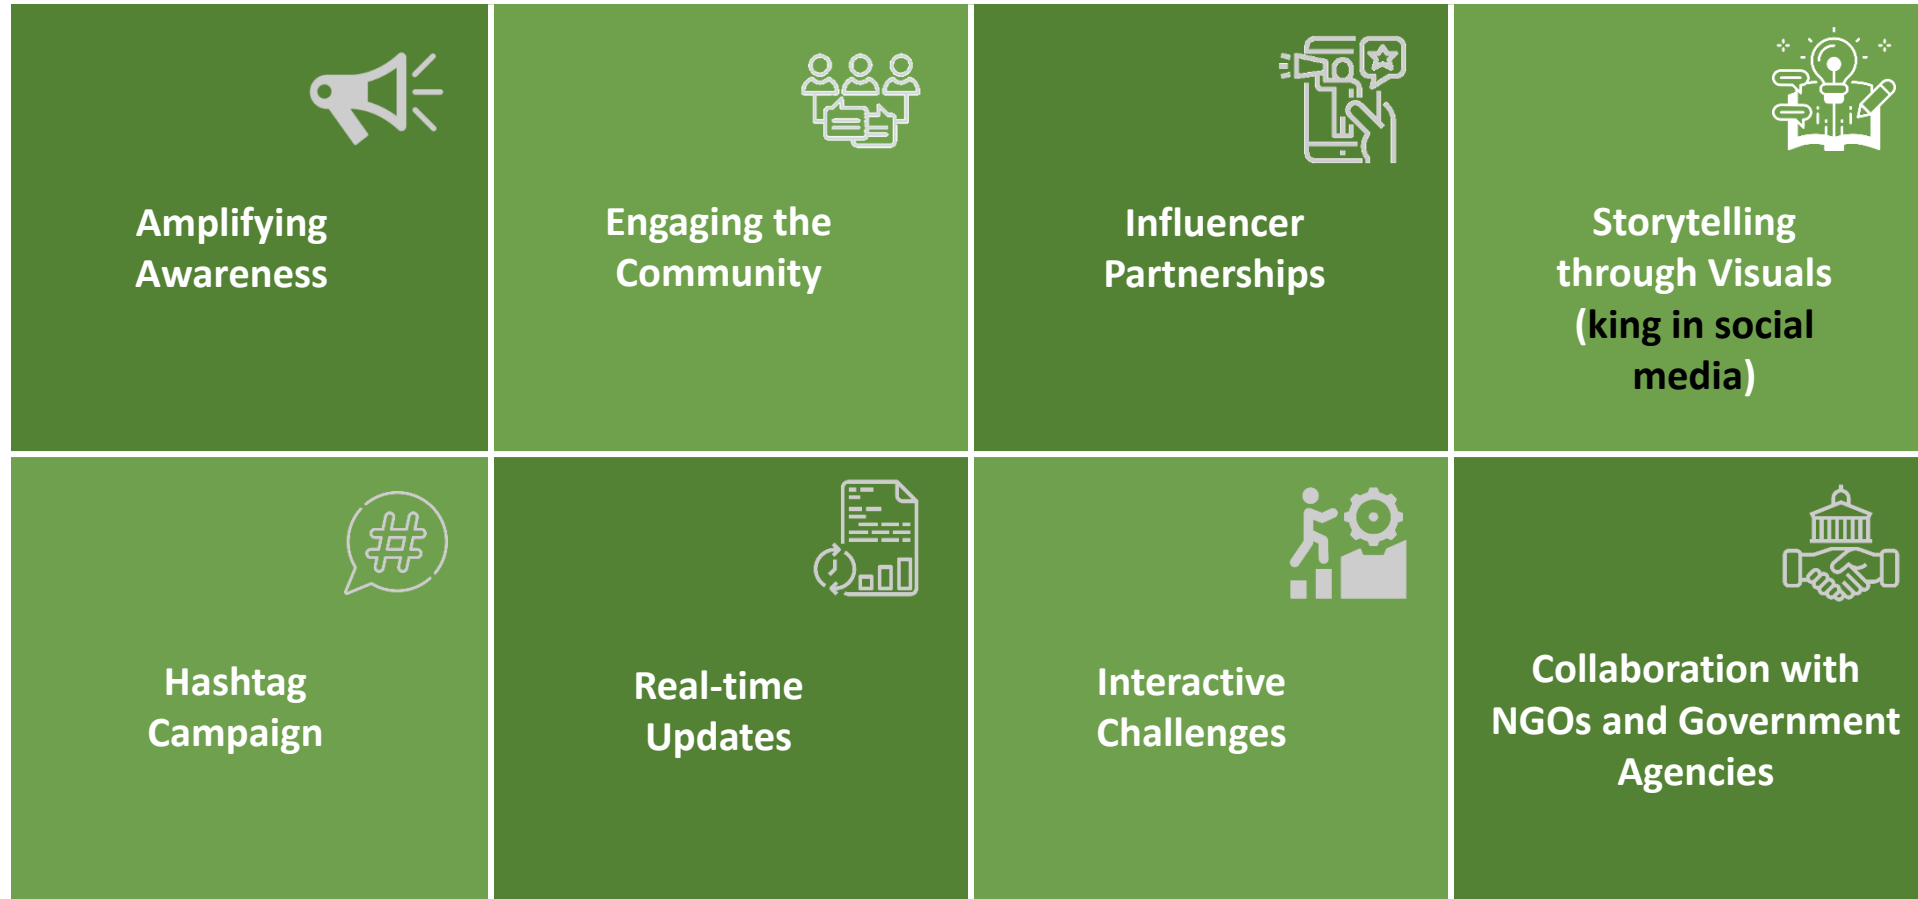 Amplifying
Awareness
Engaging the
Community
Influencer
Partnerships
Storytelling
through Visuals
(king in social
media)
#
Hashtag
Campaign
Real-time
Updates
Interactive
Challenges
Collaboration with
NGOs and Government
Agencies